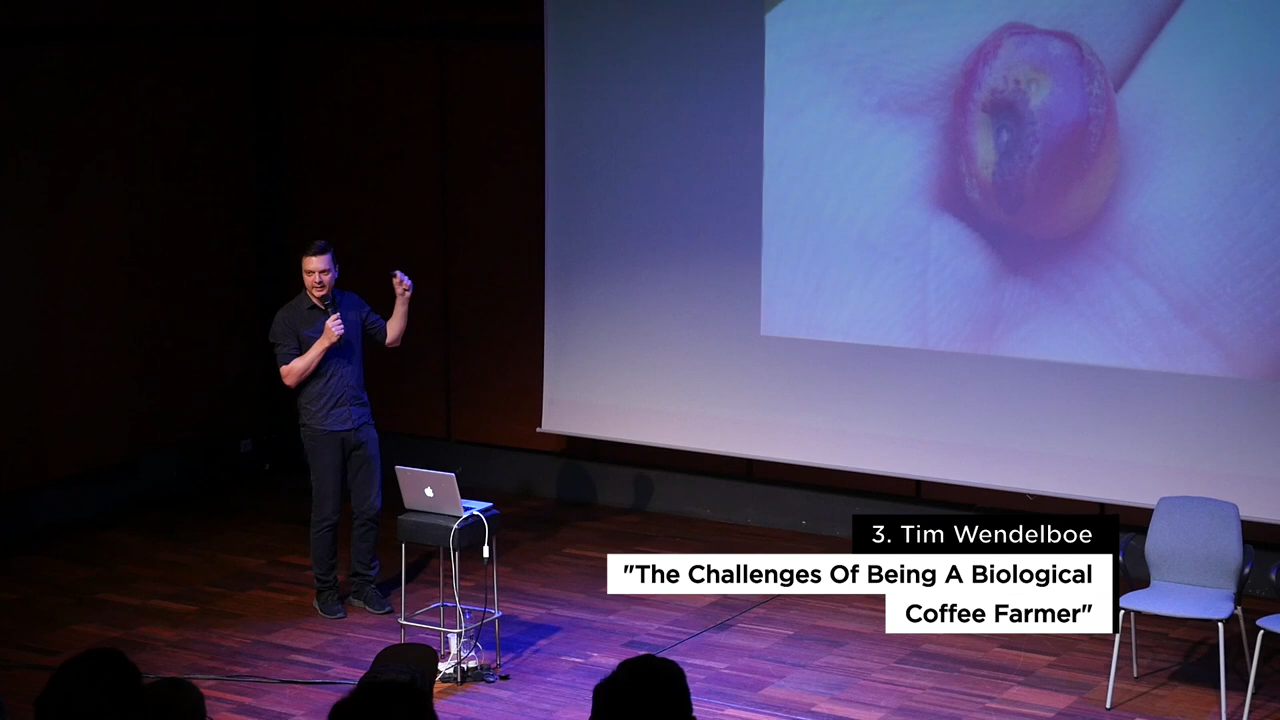 3. Tim Wendelboe
"The Challenges Of Being A Biological
Coffee Farmer"